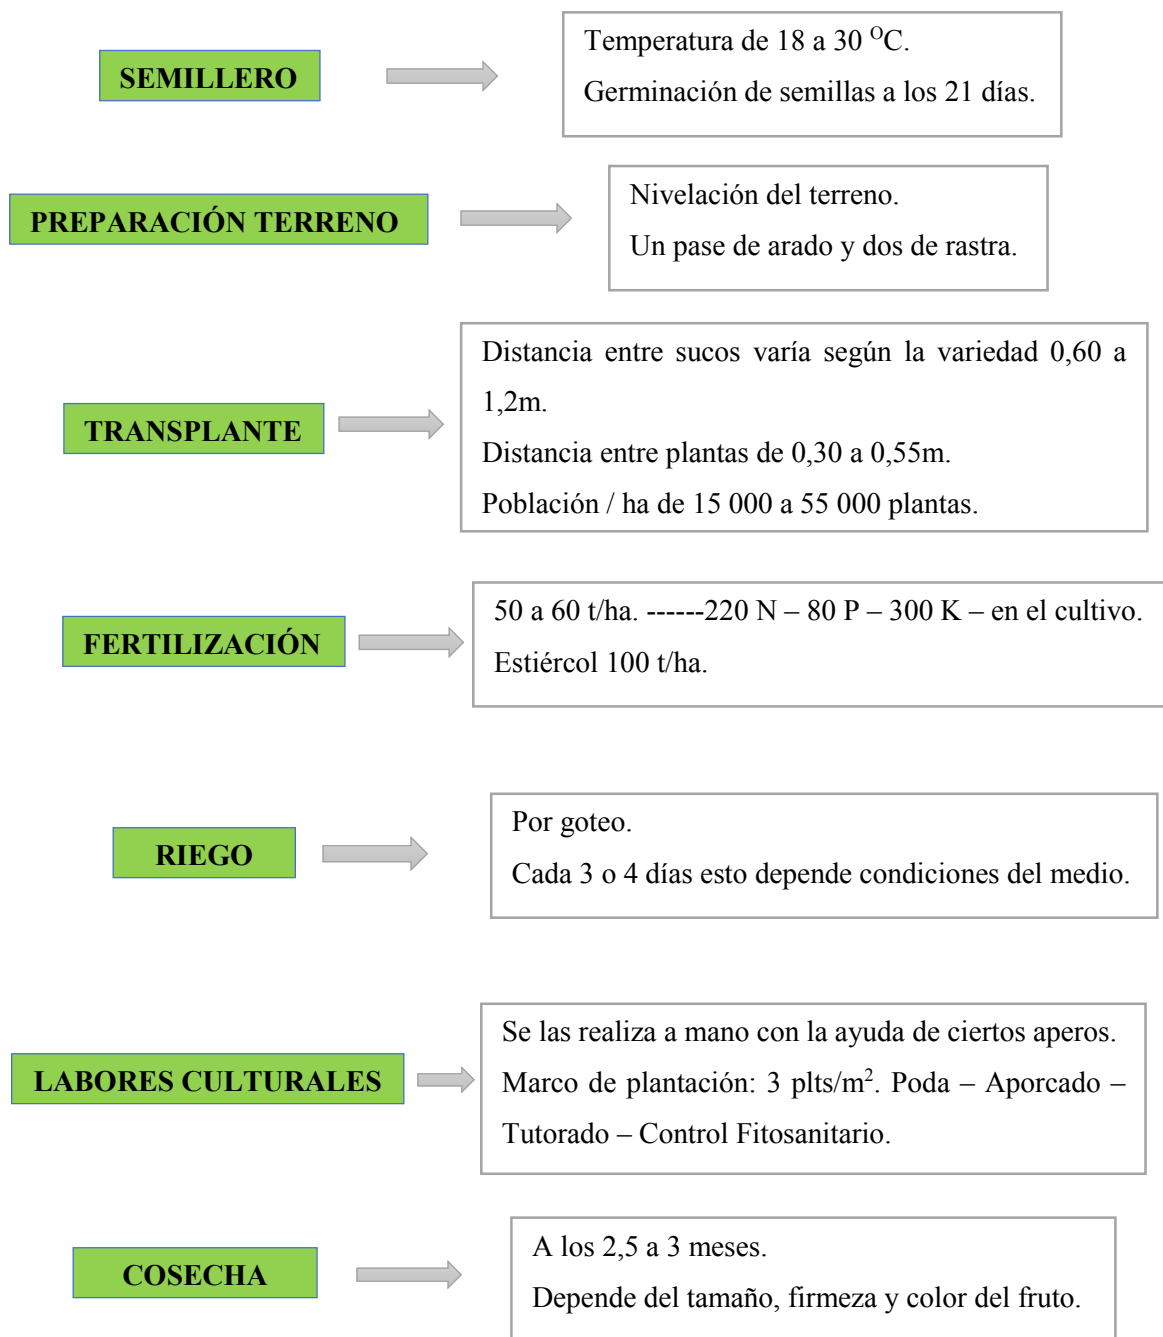 SEMILLERO
Temperatura de 18 a 30 ᴼC.
Germinación de semillas a los 21 días.
PREPARACIÓN TERRENO
Nivelación del terreno.
Un pase de arado y dos de rastra.
TRANSPLANTE
Distancia entre sucos varía según la variedad 0,60 a
1,2m.
Distancia entre plantas de 0,30 a 0,55m.
Población / ha de 15 000 a 55 000 plantas.
FERTILIZACIÓN
50 a 60 t/ha. ------220 N – 80 P – 300 K – en el cultivo.
Estiércol 100 t/ha.
RIEGO
Por goteo.
Cada 3 o 4 días esto depende condiciones del medio.
LABORES CULTURALES
Se las realiza a mano con la ayuda de ciertos aperos.
Marco de plantación: 3 plts/m². Poda – Aporcado –
Tutorado – Control Fitosanitario.
COSECHA
A los 2,5 a 3 meses.
Depende del tamaño, firmeza y color del fruto.